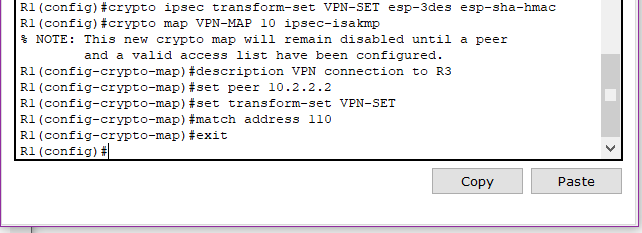 R1(config)#crypto ipsec transform-set VPN-SET esp-3des esp-sha-hmac
R1(config)#crypto map VPN-MAP 10 ipsec-isakmp
% NOTE: This new crypto map will remain disabled until a peer
and a valid access list have been configured.
R1(config-crypto-map)#description VPN connection to R3
R1(config-crypto-map)#set peer 10.2.2.2
R1(config-crypto-map)#set transform-set VPN-SET
R1(config-crypto-map)#match address 110
R1(config-crypto-map)#exit
R1(config)#
Copy
Paste